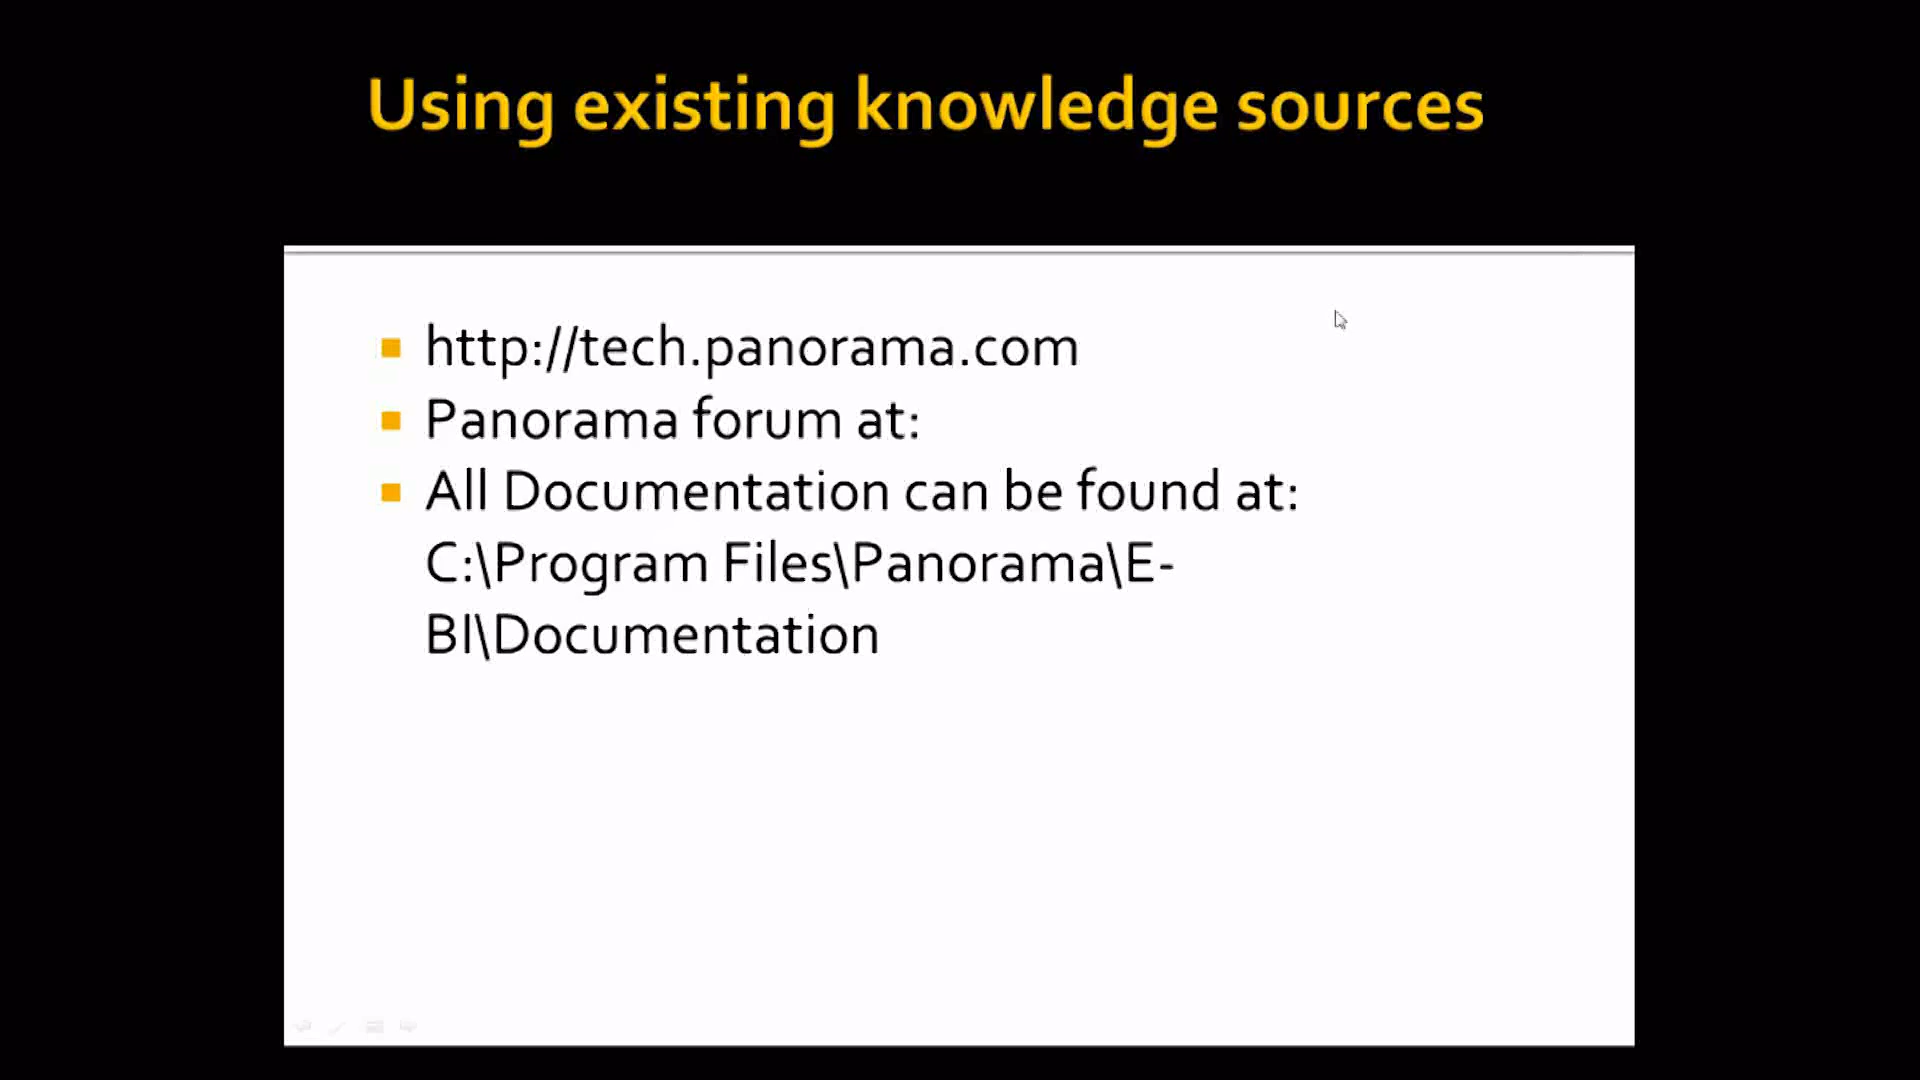 Using existing knowledge sources
http://tech.panorama.com
Panorama forum at:
All Documentation can be found at:
C:\Program Files\Panorama\E-
BI\Documentation